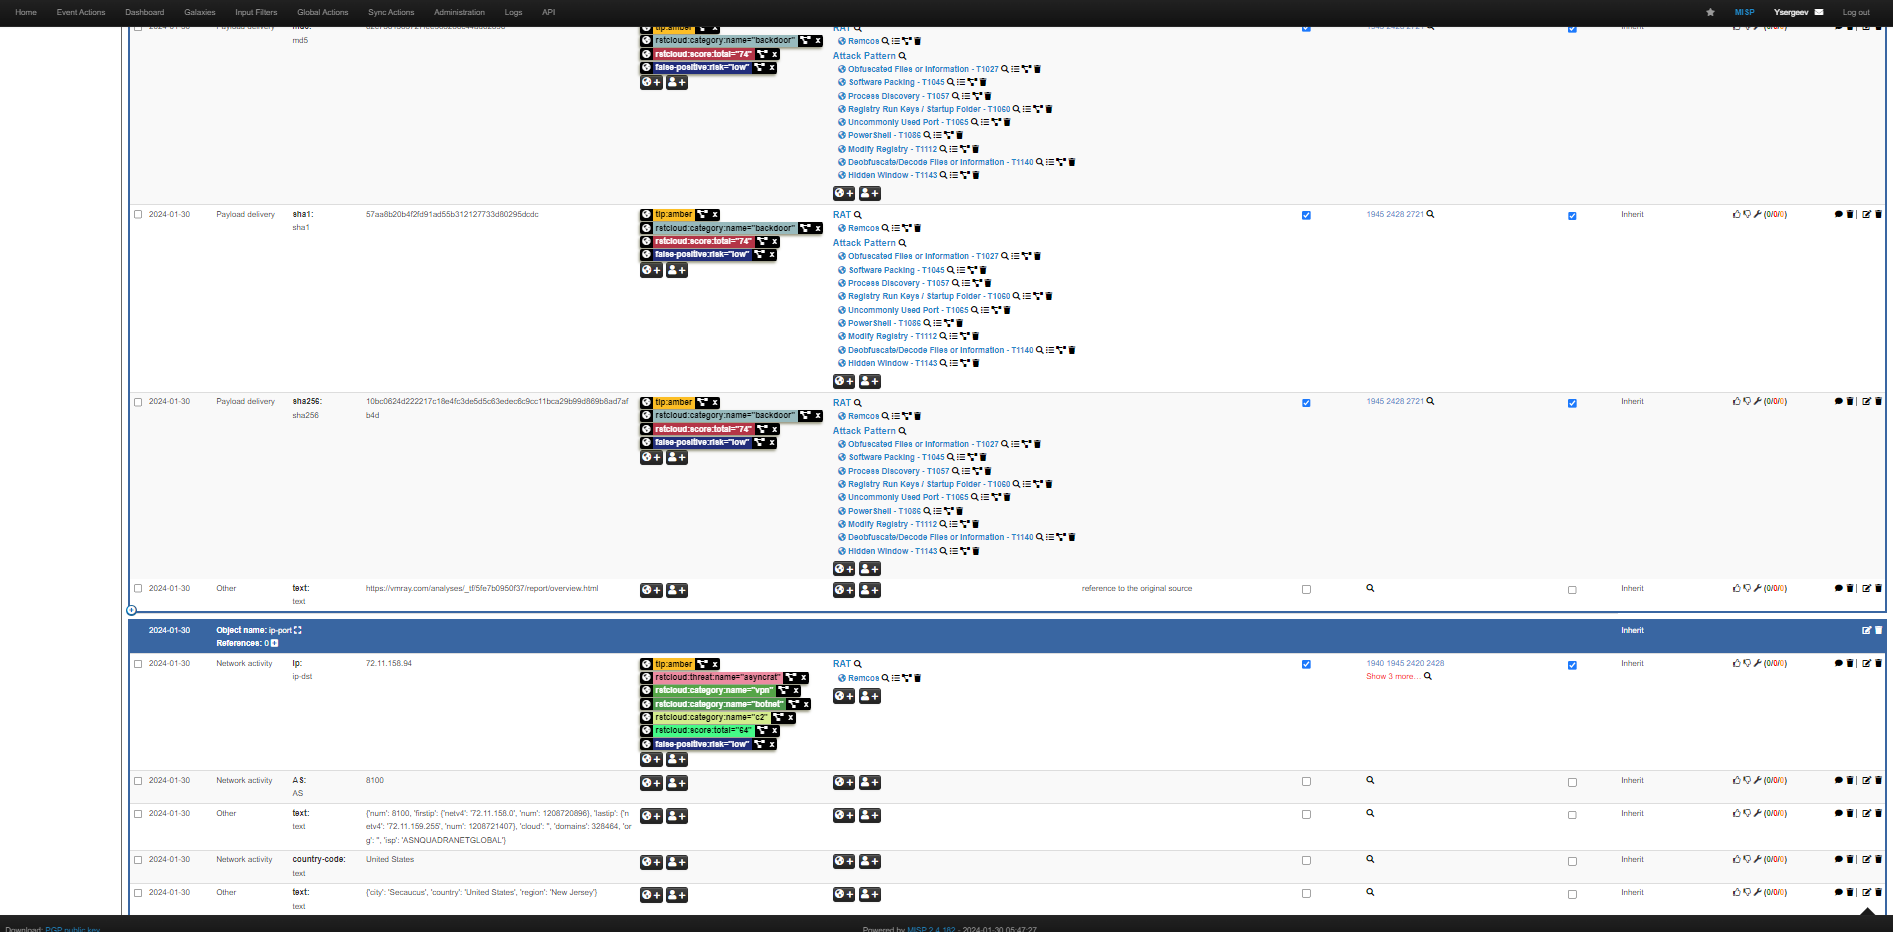 Home Event Actions Dashboard Galaxies Input Filters Global Actions Sync Actions Administration Logs API MISP Ysergeev Log out
md5
rstcloud:category:name="backdoor"
rstcloud:score:total="74"
false-positive:risk="low"
RAT
Remcos
Attack Pattern
Obfuscated Files or Information - T1027
Software Packing - T1045
Process Discovery - T1057
Registry Run Keys / Startup Folder - T1060
Uncommonly Used Port - T1065
PowerShell - T1086
Modify Registry - T1112
Deobfuscate/Decode Files or Information - T1140
Hidden Window - T1143
2024-01-30 Payload delivery sha1: 57aa8b20b4f2fd91ad55b312127733d80295dcdc tlp:amber RAT 1945 2428 2721 Inherit (0/0/0)
sha1 rstcloud:category:name="backdoor" Remcos
rstcloud:score:total="74" Attack Pattern
false-positive:risk="low" Obfuscated Files or Information - T1027
Software Packing - T1045
Process Discovery - T1057
Registry Run Keys / Startup Folder - T1060
Uncommonly Used Port - T1065
PowerShell - T1086
Modify Registry - T1112
Deobfuscate/Decode Files or Information - T1140
Hidden Window - T1143
2024-01-30 Payload delivery sha256: 10bc0624d222217c18e4fc3de5d5c63edec6c9cc11bca29b99d869b8ad7af tlp:amber RAT 1945 2428 2721 Inherit (0/0/0)
sha256 b4d rstcloud:category:name="backdoor" Remcos
rstcloud:score:total="74" Attack Pattern
false-positive:risk="low" Obfuscated Files or Information - T1027
Software Packing - T1045
Process Discovery - T1057
Registry Run Keys / Startup Folder - T1060
Uncommonly Used Port - T1065
PowerShell - T1086
Modify Registry - T1112
Deobfuscate/Decode Files or Information - T1140
Hidden Window - T1143
2024-01-30 Other text: https://vmray.com/analyses/_tf/5fe7b0950f37/report/overview.html reference to the original source Inherit (0/0/0)
text
2024-01-30 Object name: ip-port Inherit
References: 0
2024-01-30 Network activity ip: 72.11.158.94 tlp:amber RAT 1940 1945 2420 2428 Inherit (0/0/0)
ip-dst rstcloud:threat:name="asyncrat" Remcos Show 3 more...
rstcloud:category:name="vpn"
rstcloud:category:name="botnet"
rstcloud:category:name="c2"
rstcloud:score:total="64"
false-positive:risk="low"
2024-01-30 Network activity AS: 8100 Inherit (0/0/0)
AS
2024-01-30 Other text: {'num': 8100, 'firstip': {'netv4': '72.11.158.0', 'num': 1208720896}, 'lastip': {'n Inherit (0/0/0)
text etv4': '72.11.159.255', 'num': 1208721407}, 'cloud': '', 'domains': 328464, 'or
g': '', 'isp': 'ASNQUADRANETGLOBAL'}
2024-01-30 Network activity country-code: United States Inherit (0/0/0)
text
2024-01-30 Other text: {'city': 'Secaucus', 'country': 'United States', 'region': 'New Jersey'} Inherit (0/0/0)
text
Download: PGP public key Powered by MISP 2.4.182 - 2024-01-30 05:47:27